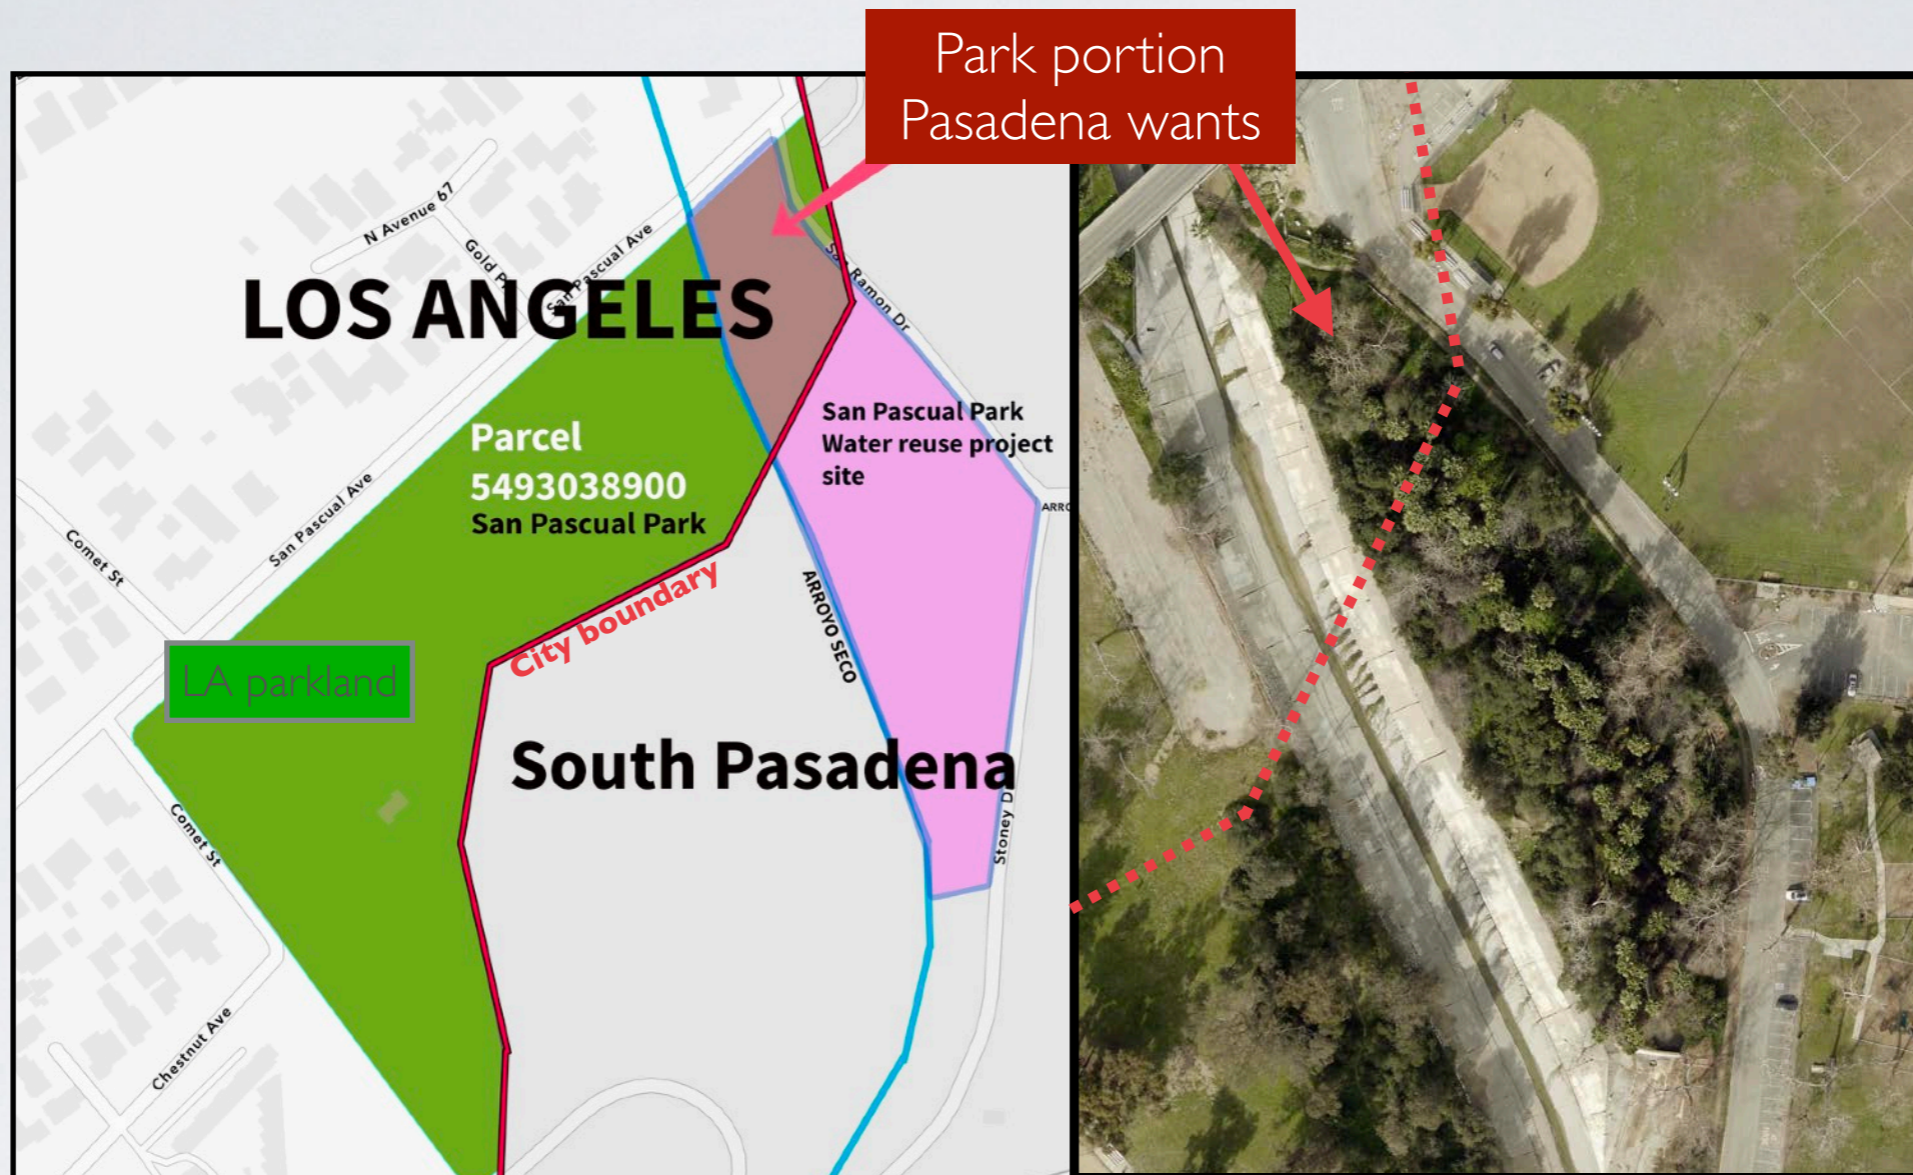 Park portion
Pasadena wants
N Avenue 67
San Pascual Ave
LOS ANGELES
San Ramon Dr
San Pascual Park
Water reuse project
site
Parcel
5493038900
San Pascual Park
San Pascual Ave
Comet St
City boundary
ARROYO SECO
LA parkland
South Pasadena
Stoney D
Comet St
Chestnut Ave